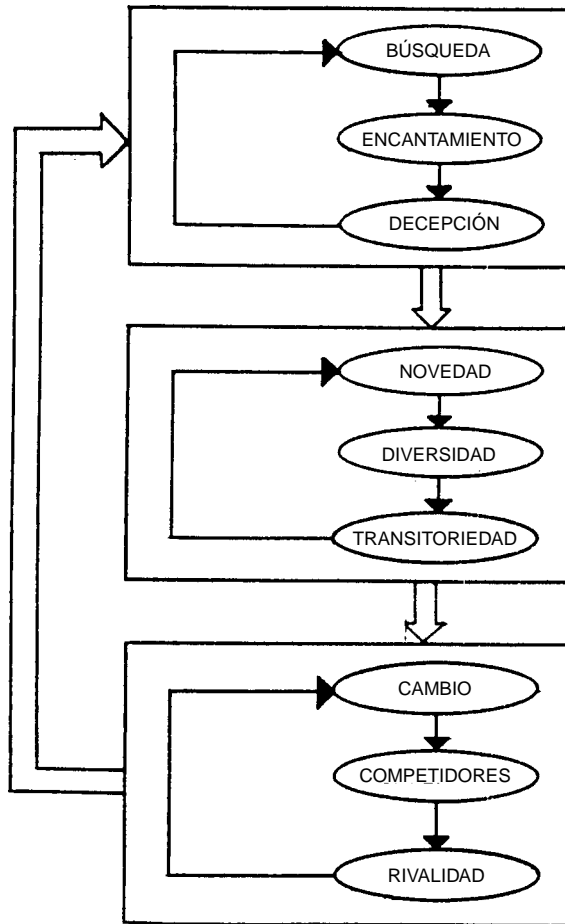 BÚSQUEDA
ENCANTAMIENTO
DECEPCIÓN
NOVEDAD
DIVERSIDAD
TRANSITORIEDAD
CAMBIO
COMPETIDORES
RIVALIDAD